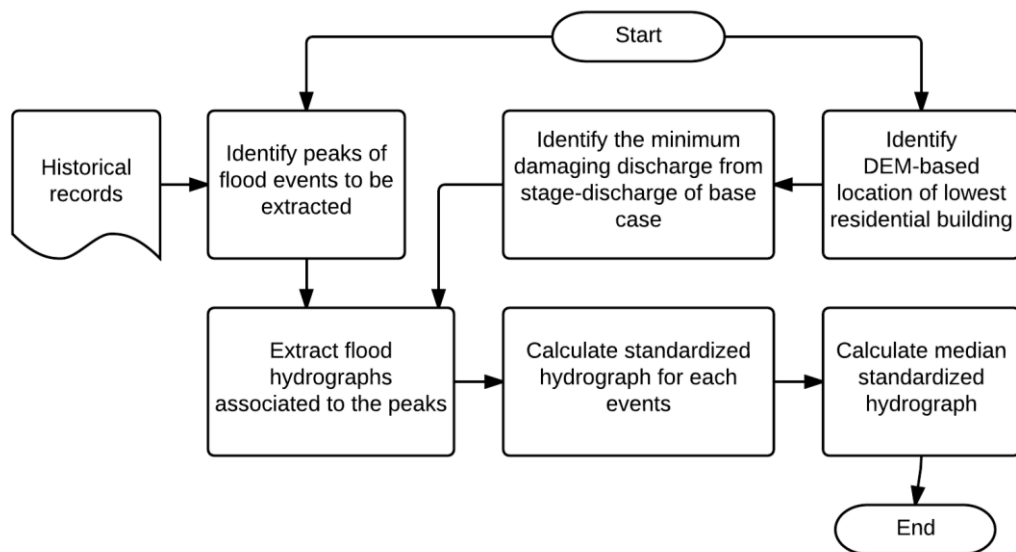 Start
Historical
records
Identify peaks of
flood events to be
extracted
Identify the minimum
damaging discharge from
stage-discharge of base
case
Identify
DEM-based
location of lowest
residential building
Extract flood
hydrographs
associated to the peaks
Calculate standardized
hydrograph for each
events
Calculate median
standardized
hydrograph
End